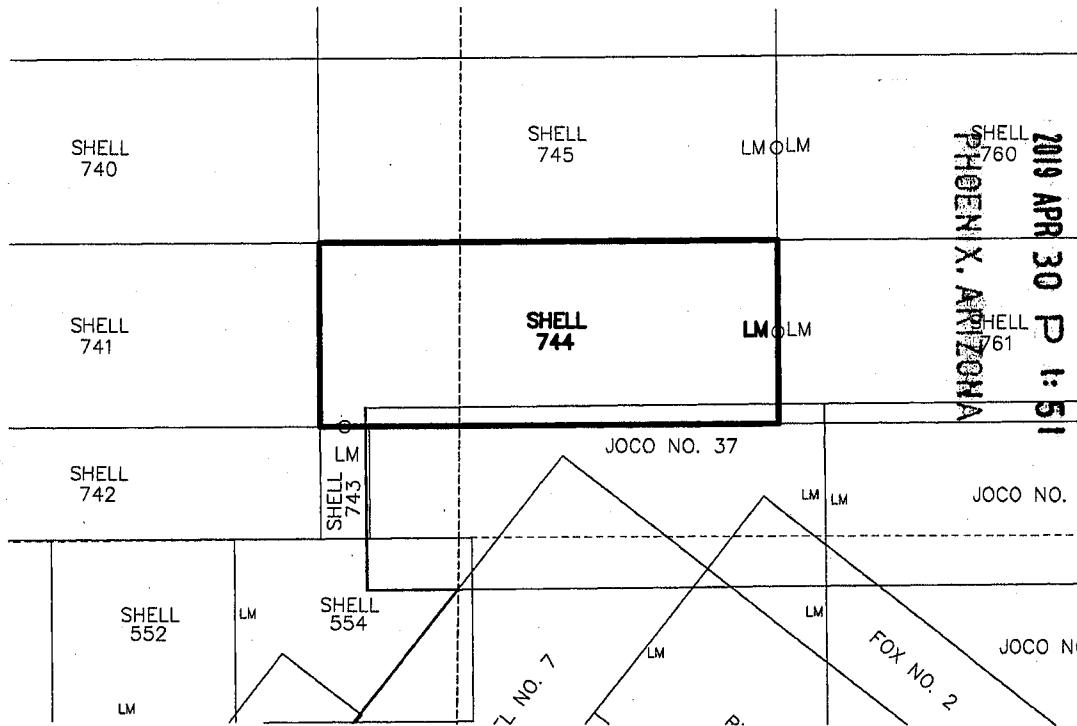 SHELL
740
SHELL
745
LM LM
SHELL
760
2019 APR 30 P 1:51
PHOENIX, ARIZONA
SHELL
741
SHELL
744
LM LM
SHELL
761
SHELL
742
LM
SHELL
743
JOCO NO. 37
LM LM
JOCO NO.
SHELL
552
LM
SHELL
554
LM
LM
LM
FOX NO. 2
JOCO N
L NO. 7